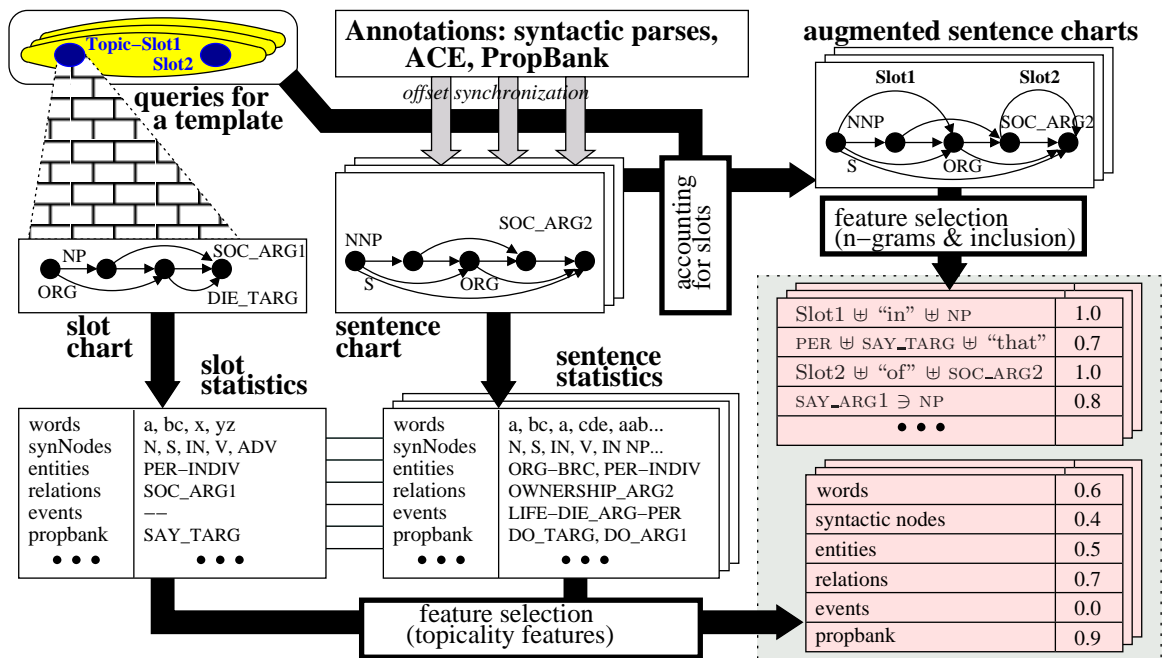 Topic–Slot1
Slot2
queries for
a template
Annotations: syntactic parses,
ACE, PropBank
offset synchronization
augmented sentence charts
Slot1
Slot2
NNP
SOC_ARG2
S
ORG
accounting
for slots
feature selection
(n−grams & inclusion)
NP
SOC_ARG1
ORG
DIE_TARG
slot
chart
SOC_ARG2
NNP
S
ORG
sentence
chart
slot
statistics
sentence
statistics
Slot1 ⊎ “in” ⊎ NP 1.0
PER ⊎ SAY_TARG ⊎ “that” 0.7
Slot2 ⊎ “of” ⊎ SOC_ARG2 1.0
SAY_ARG1 ∋ NP 0.8
• • •
words a, bc, x, yz
synNodes N, S, IN, V, ADV
entities PER−INDIV
relations SOC_ARG1
events −−
propbank SAY_TARG
• • • • • •
words a, bc, a, cde, aab...
synNodes N, S, IN, V, IN NP...
entities ORG−BRC, PER−INDIV
relations OWNERSHIP_ARG2
events LIFE−DIE_ARG−PER
propbank DO_TARG, DO_ARG1
• • • • • •
feature selection
(topicality features)
words 0.6
syntactic nodes 0.4
entities 0.5
relations 0.7
events 0.0
propbank 0.9